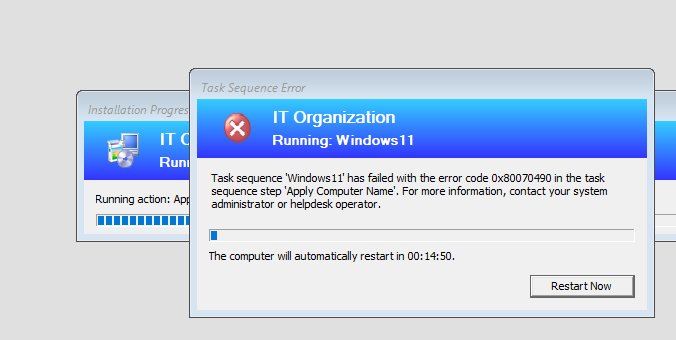 Task Sequence Error
Installation Progres
IT Organization
Running: Windows11
IT O
Runn
Task sequence 'Windows11' has failed with the error code 0x80070490 in the task
sequence step 'Apply Computer Name'. For more information, contact your system
administrator or helpdesk operator.
Running action: App
The computer will automatically restart in 00:14:50.
Restart Now